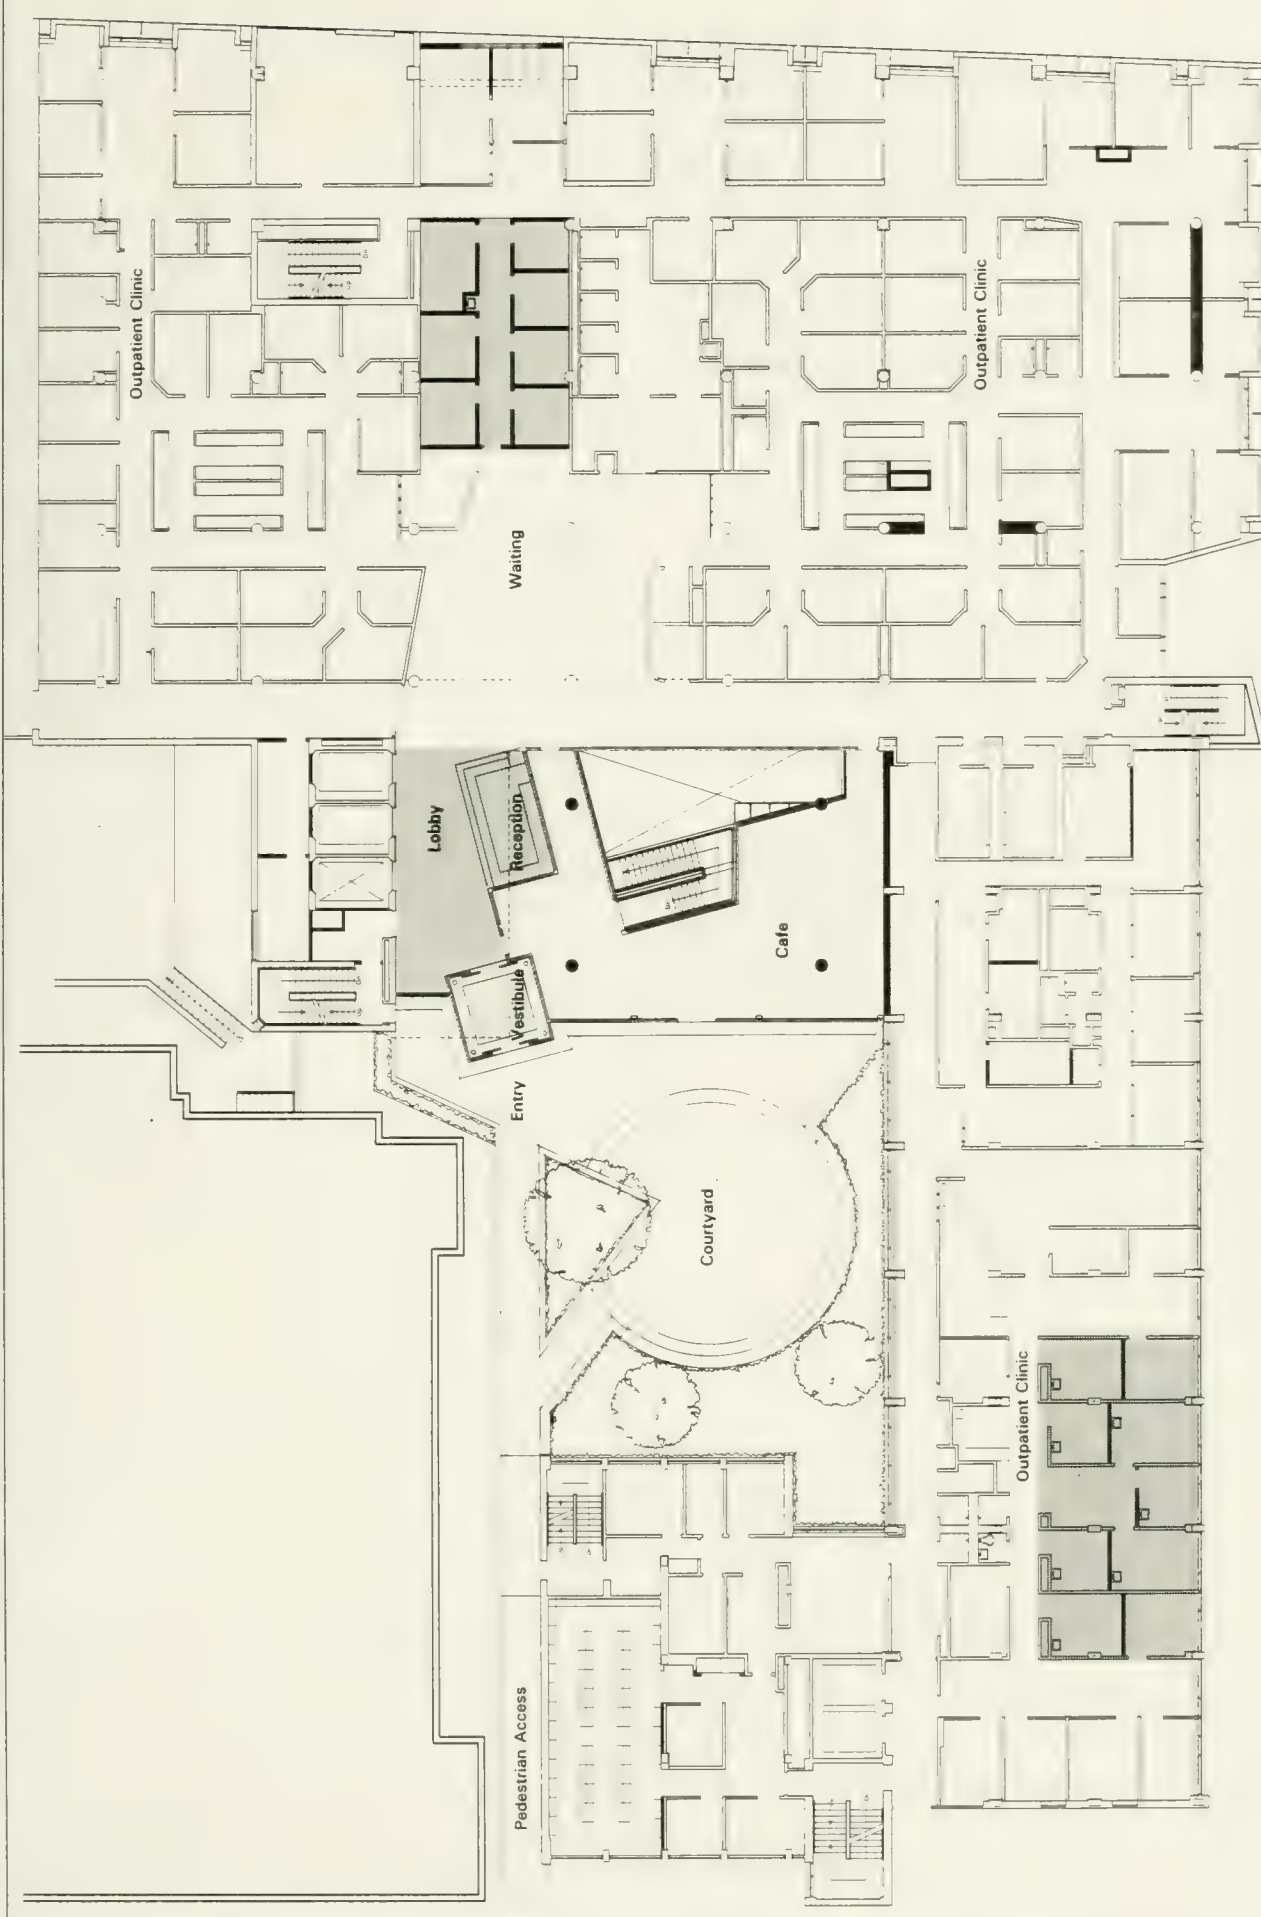 Outpatient Clinic
Outpatient Clinic
Waiting
Lobby
Reception
Vestibule
Cafe
Entry
Courtyard
Outpatient Clinic
Pedestrian Access